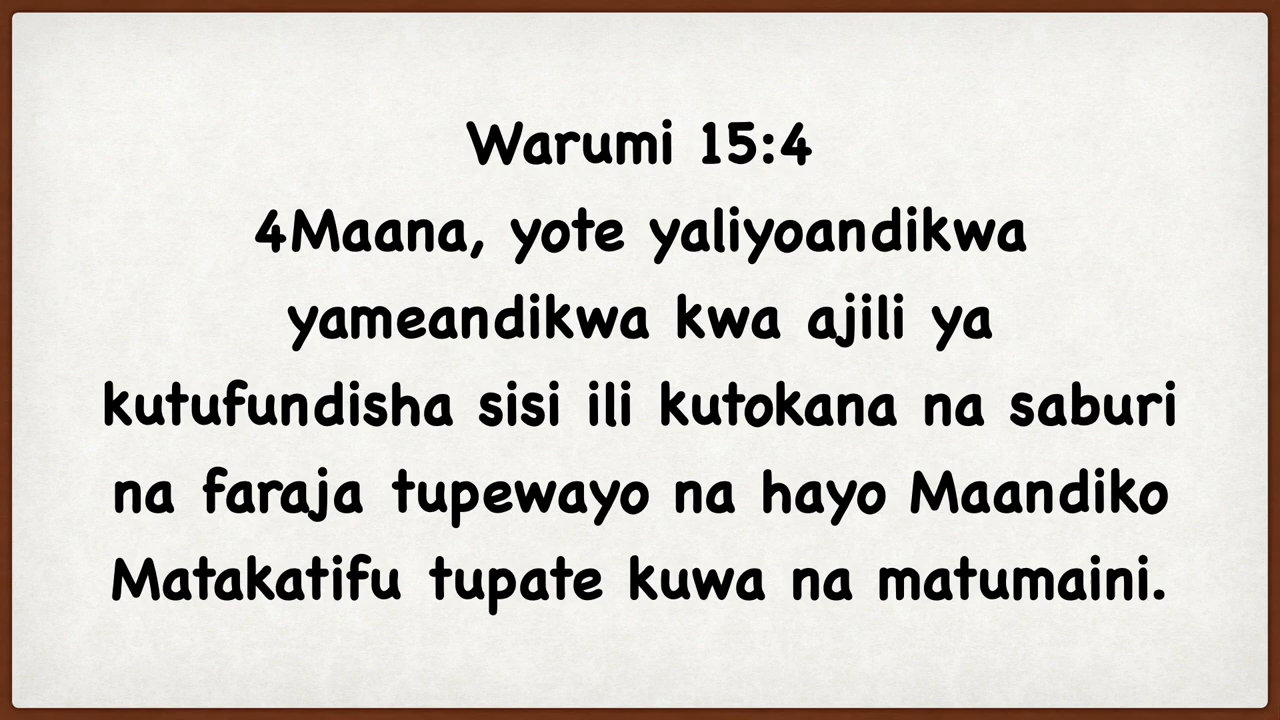 Warumi 15:4
4Maana, yote yaliyoandikwa
yameandikwa kwa ajili ya
kutufundisha sisi ili kutokana na saburi
na faraja tupewayo na hayo Maandiko
Matakatifu tupate kuwa na matumaini.